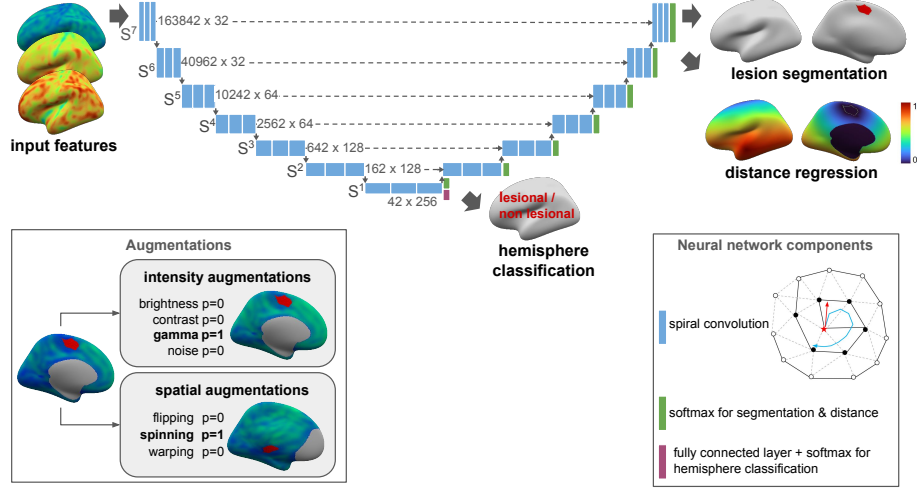 input features
S7
163842 x 32
S6
40962 x 32
S5
10242 x 64
S4
2562 x 64
S3
642 x 128
S2
162 x 128
S1
42 x 256
lesion segmentation
1
0
distance regression
lesional /
non lesional
hemisphere
classification
Augmentations
intensity augmentations
brightness p=0
contrast p=0
gamma p=1
noise p=0
spatial augmentations
flipping p=0
spinning p=1
warping p=0
Neural network components
spiral convolution
softmax for segmentation & distance
fully connected layer + softmax for
hemisphere classification